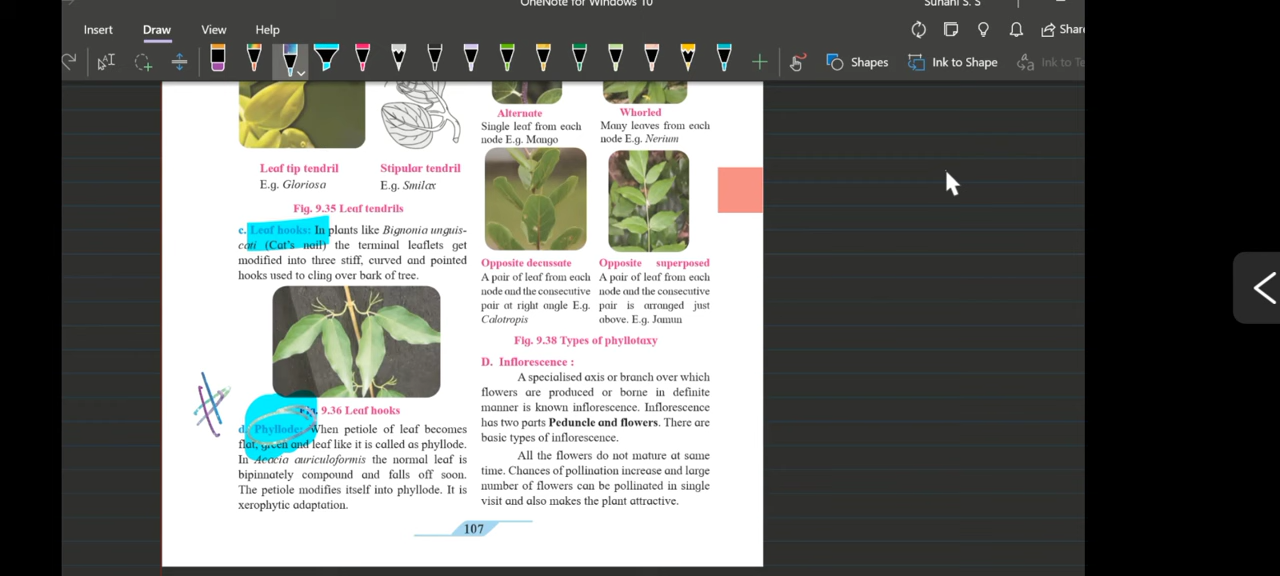 OneNote for Windows 10
Suhani S. S
Insert
Draw
View
Help
Share
Shapes
Ink to Shape
Ink to Te
Leaf tip tendril
E.g. Gloriosa
Stipular tendril
E.g. Smilax
Fig. 9.35 Leaf tendrils
c. Leaf hooks: In plants like Bignonia unguis-
cati (Cat's nail) the terminal leaflets get
modified into three stiff, curved and pointed
hooks used to cling over bark of tree.
9.36 Leaf hooks
d. Phyllode: When petiole of leaf becomes
flat, green and leaf like it is called as phyllode.
In Acacia auriculoformis the normal leaf is
bipinnately compound and falls off soon.
The petiole modifies itself into phyllode. It is
xerophytic adaptation.
Alternate
Single leaf from each
node E.g. Mango
Whorled
Many leaves from each
node E.g. Nerium
Opposite decussate
A pair of leaf from each
node and the consecutive
pair at right angle E.g.
Calotropis
Opposite superposed
A pair of leaf from each
node and the consecutive
pair is arranged just
above. E.g. Jamun
Fig. 9.38 Types of phyllotaxy
D. Inflorescence :
A specialised axis or branch over which
flowers are produced or borne in definite
manner is known inflorescence. Inflorescence
has two parts Peduncle and flowers. There are
basic types of inflorescence.
All the flowers do not mature at same
time. Chances of pollination increase and large
number of flowers can be pollinated in single
visit and also makes the plant attractive.
107